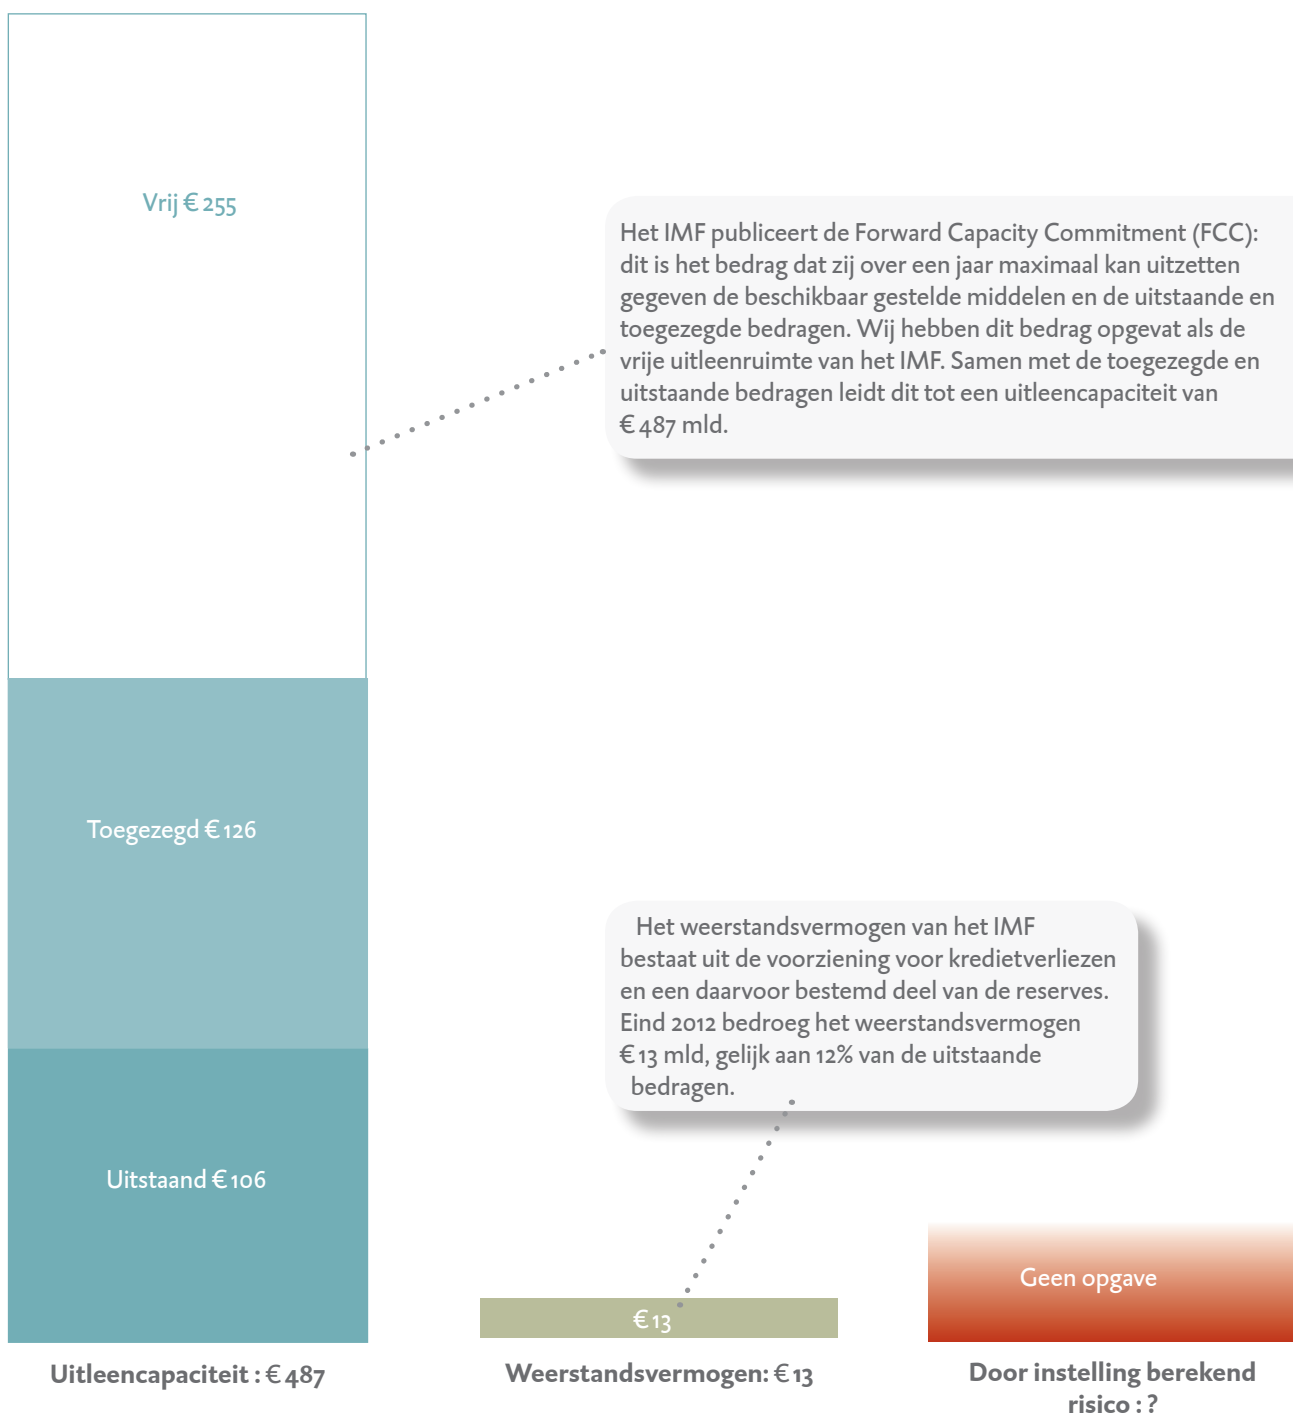 Vrij € 255
Het IMF publiceert de Forward Capacity Commitment (FCC):
dit is het bedrag dat zij over een jaar maximaal kan uitzetten
gegeven de beschikbaar gestelde middelen en de uitstaande en
toegezegde bedragen. Wij hebben dit bedrag opgevat als de
vrije uitleenruimte van het IMF. Samen met de toegezegde en
uitstaande bedragen leidt dit tot een uitleencapaciteit van
€ 487 mld.
Toegezegd € 126
Het weerstandsvermogen van het IMF
bestaat uit de voorziening voor kredietverliezen
en een daarvoor bestemd deel van de reserves.
Eind 2012 bedroeg het weerstandsvermogen
€ 13 mld, gelijk aan 12% van de uitstaande
bedragen.
Uitstaand € 106
Geen opgave
€ 13
Uitleencapaciteit : € 487
Weerstandsvermogen: € 13
Door instelling berekend
risico : ?